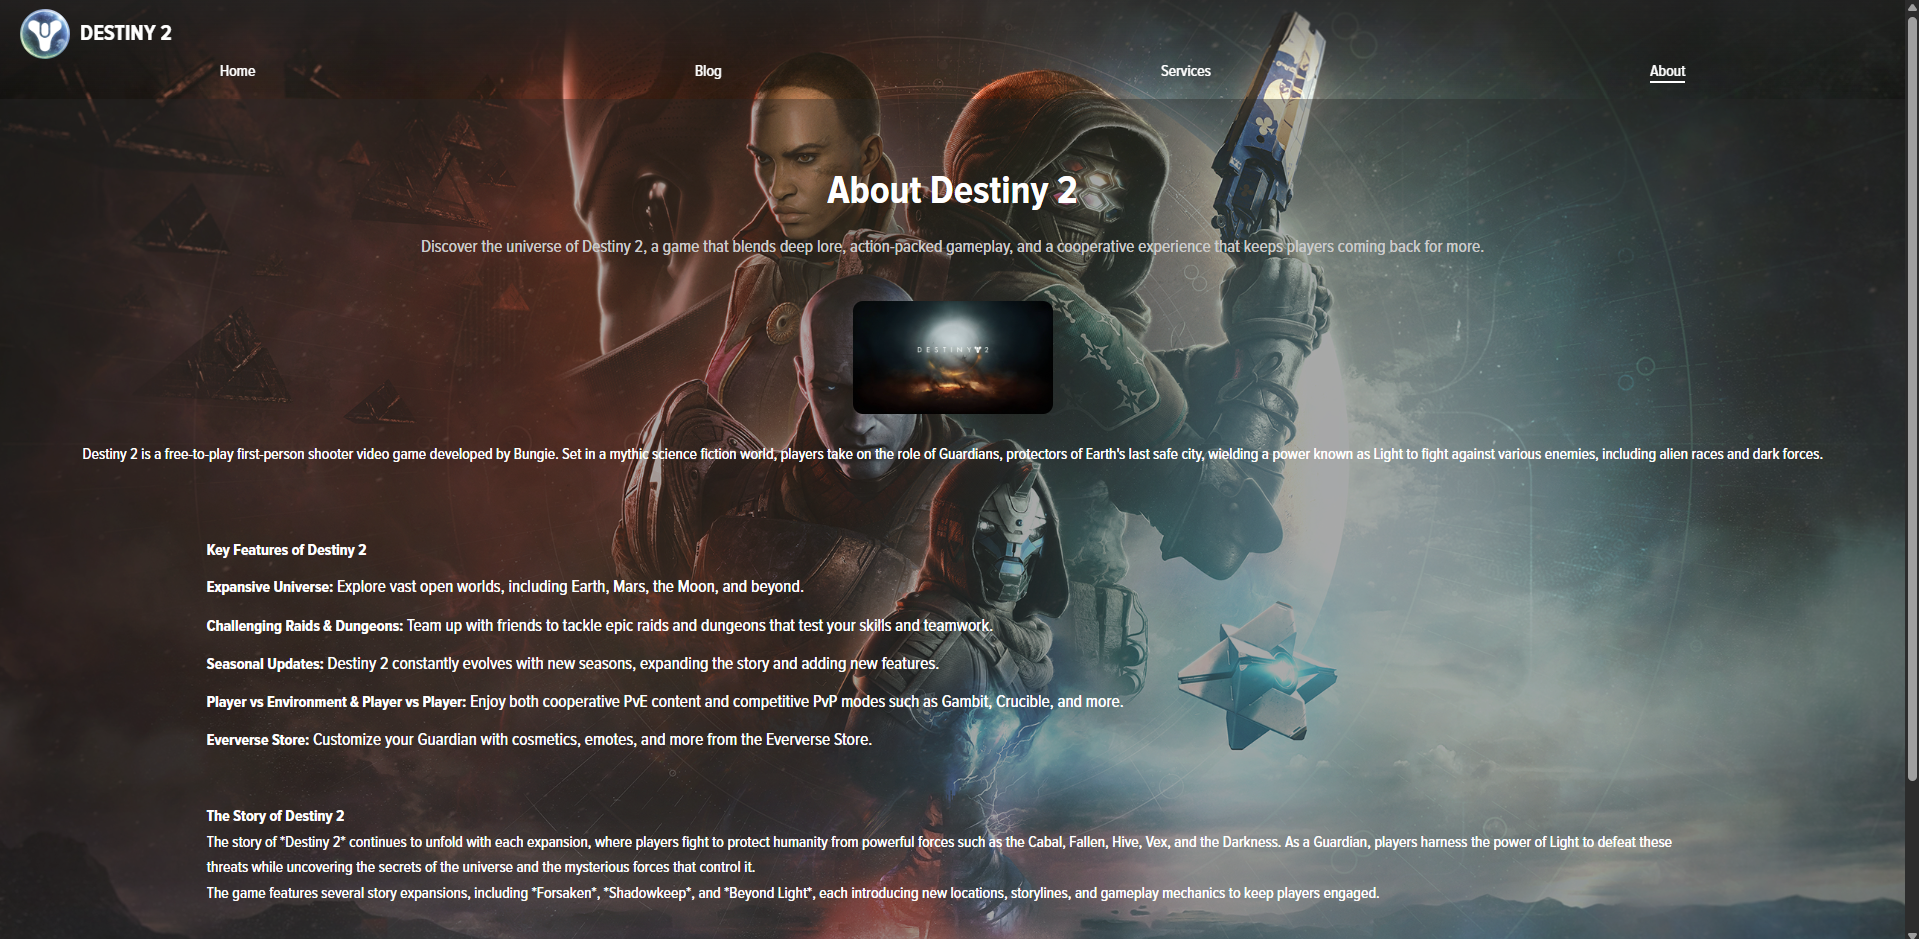 DESTINY 2
Home
Blog
Services
About
About Destiny 2
Discover the universe of Destiny 2, a game that blends deep lore, action-packed gameplay, and a cooperative experience that keeps players coming back for more.
DESTINY 2
Destiny 2 is a free-to-play first-person shooter video game developed by Bungie. Set in a mythic science fiction world, players take on the role of Guardians, protectors of Earth's last safe city, wielding a power known as Light to fight against various enemies, including alien races and dark forces.
Key Features of Destiny 2
Expansive Universe: Explore vast open worlds, including Earth, Mars, the Moon, and beyond.
Challenging Raids & Dungeons: Team up with friends to tackle epic raids and dungeons that test your skills and teamwork.
Seasonal Updates: Destiny 2 constantly evolves with new seasons, expanding the story and adding new features.
Player vs Environment & Player vs Player: Enjoy both cooperative PvE content and competitive PvP modes such as Gambit, Crucible, and more.
Eververse Store: Customize your Guardian with cosmetics, emotes, and more from the Eververse Store.
The Story of Destiny 2
The story of *Destiny 2* continues to unfold with each expansion, where players fight to protect humanity from powerful forces such as the Cabal, Fallen, Hive, Vex, and the Darkness. As a Guardian, players harness the power of Light to defeat these
threats while uncovering the secrets of the universe and the mysterious forces that control it.
The game features several story expansions, including *Forsaken*, *Shadowkeep*, and *Beyond Light*, each introducing new locations, storylines, and gameplay mechanics to keep players engaged.